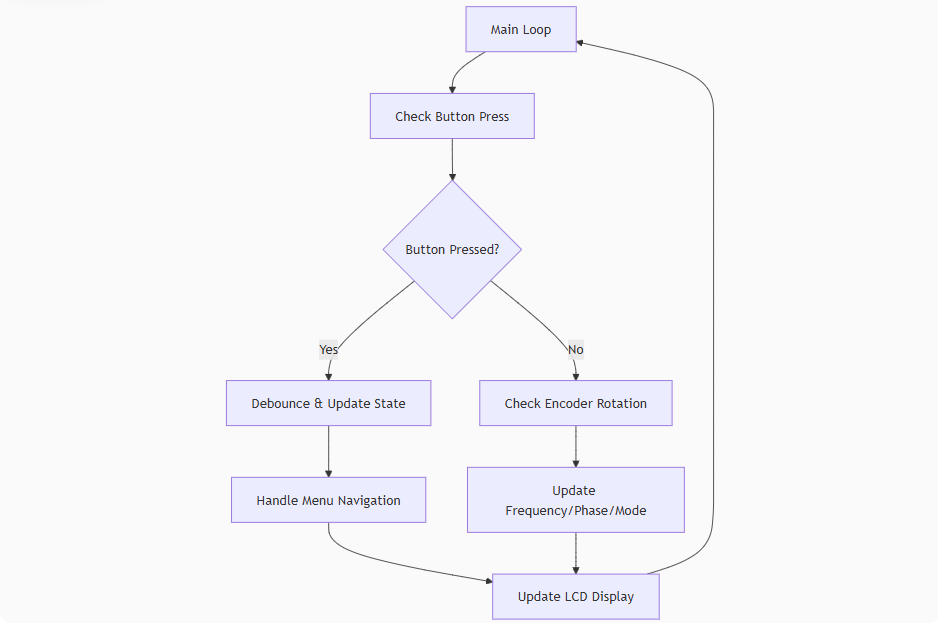 Main Loop
Check Button Press
Button Pressed?
Yes
No
Debounce & Update State
Check Encoder Rotation
Handle Menu Navigation
Update
Frequency/Phase/Mode
Update LCD Display